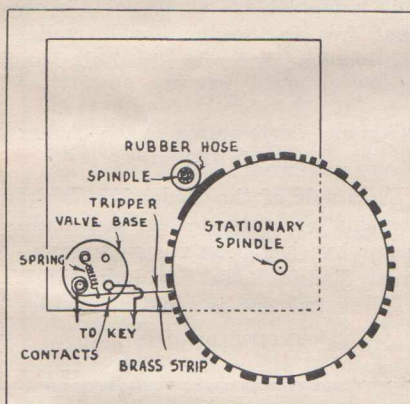 RUBBER HOSE
SPINDLE
TRIPPER
VALVE BASE
STATIONARY
SPINDLE
SPRING
TO KEY
CONTACTS
BRASS STRIP